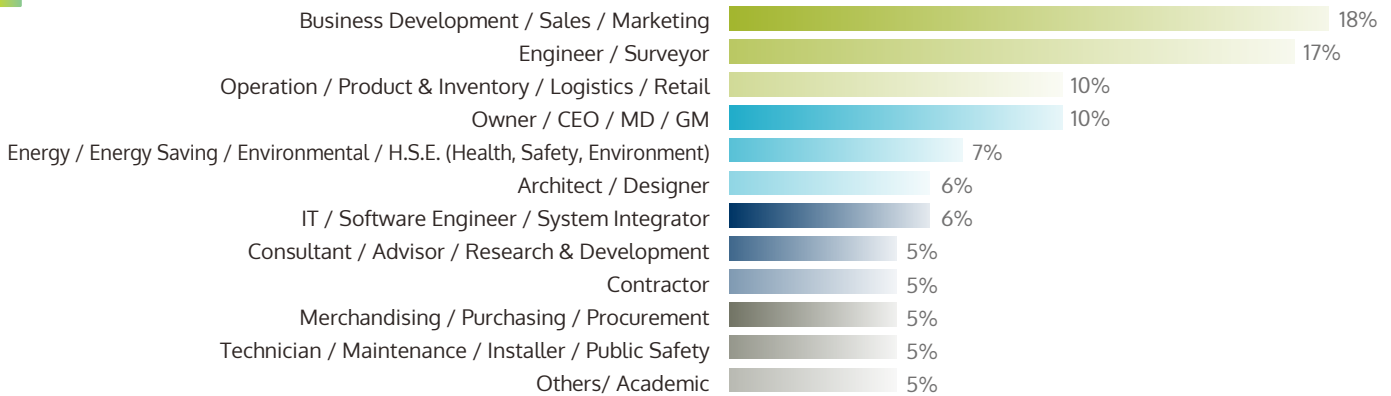 Business Development / Sales / Marketing 18%
Engineer / Surveyor 17%
Operation / Product & Inventory / Logistics / Retail 10%
Owner / CEO / MD / GM 10%
Energy / Energy Saving / Environmental / H.S.E. (Health, Safety, Environment) 7%
Architect / Designer 6%
IT / Software Engineer / System Integrator 6%
Consultant / Advisor / Research & Development 5%
Contractor 5%
Merchandising / Purchasing / Procurement 5%
Technician / Maintenance / Installer / Public Safety 5%
Others/ Academic 5%